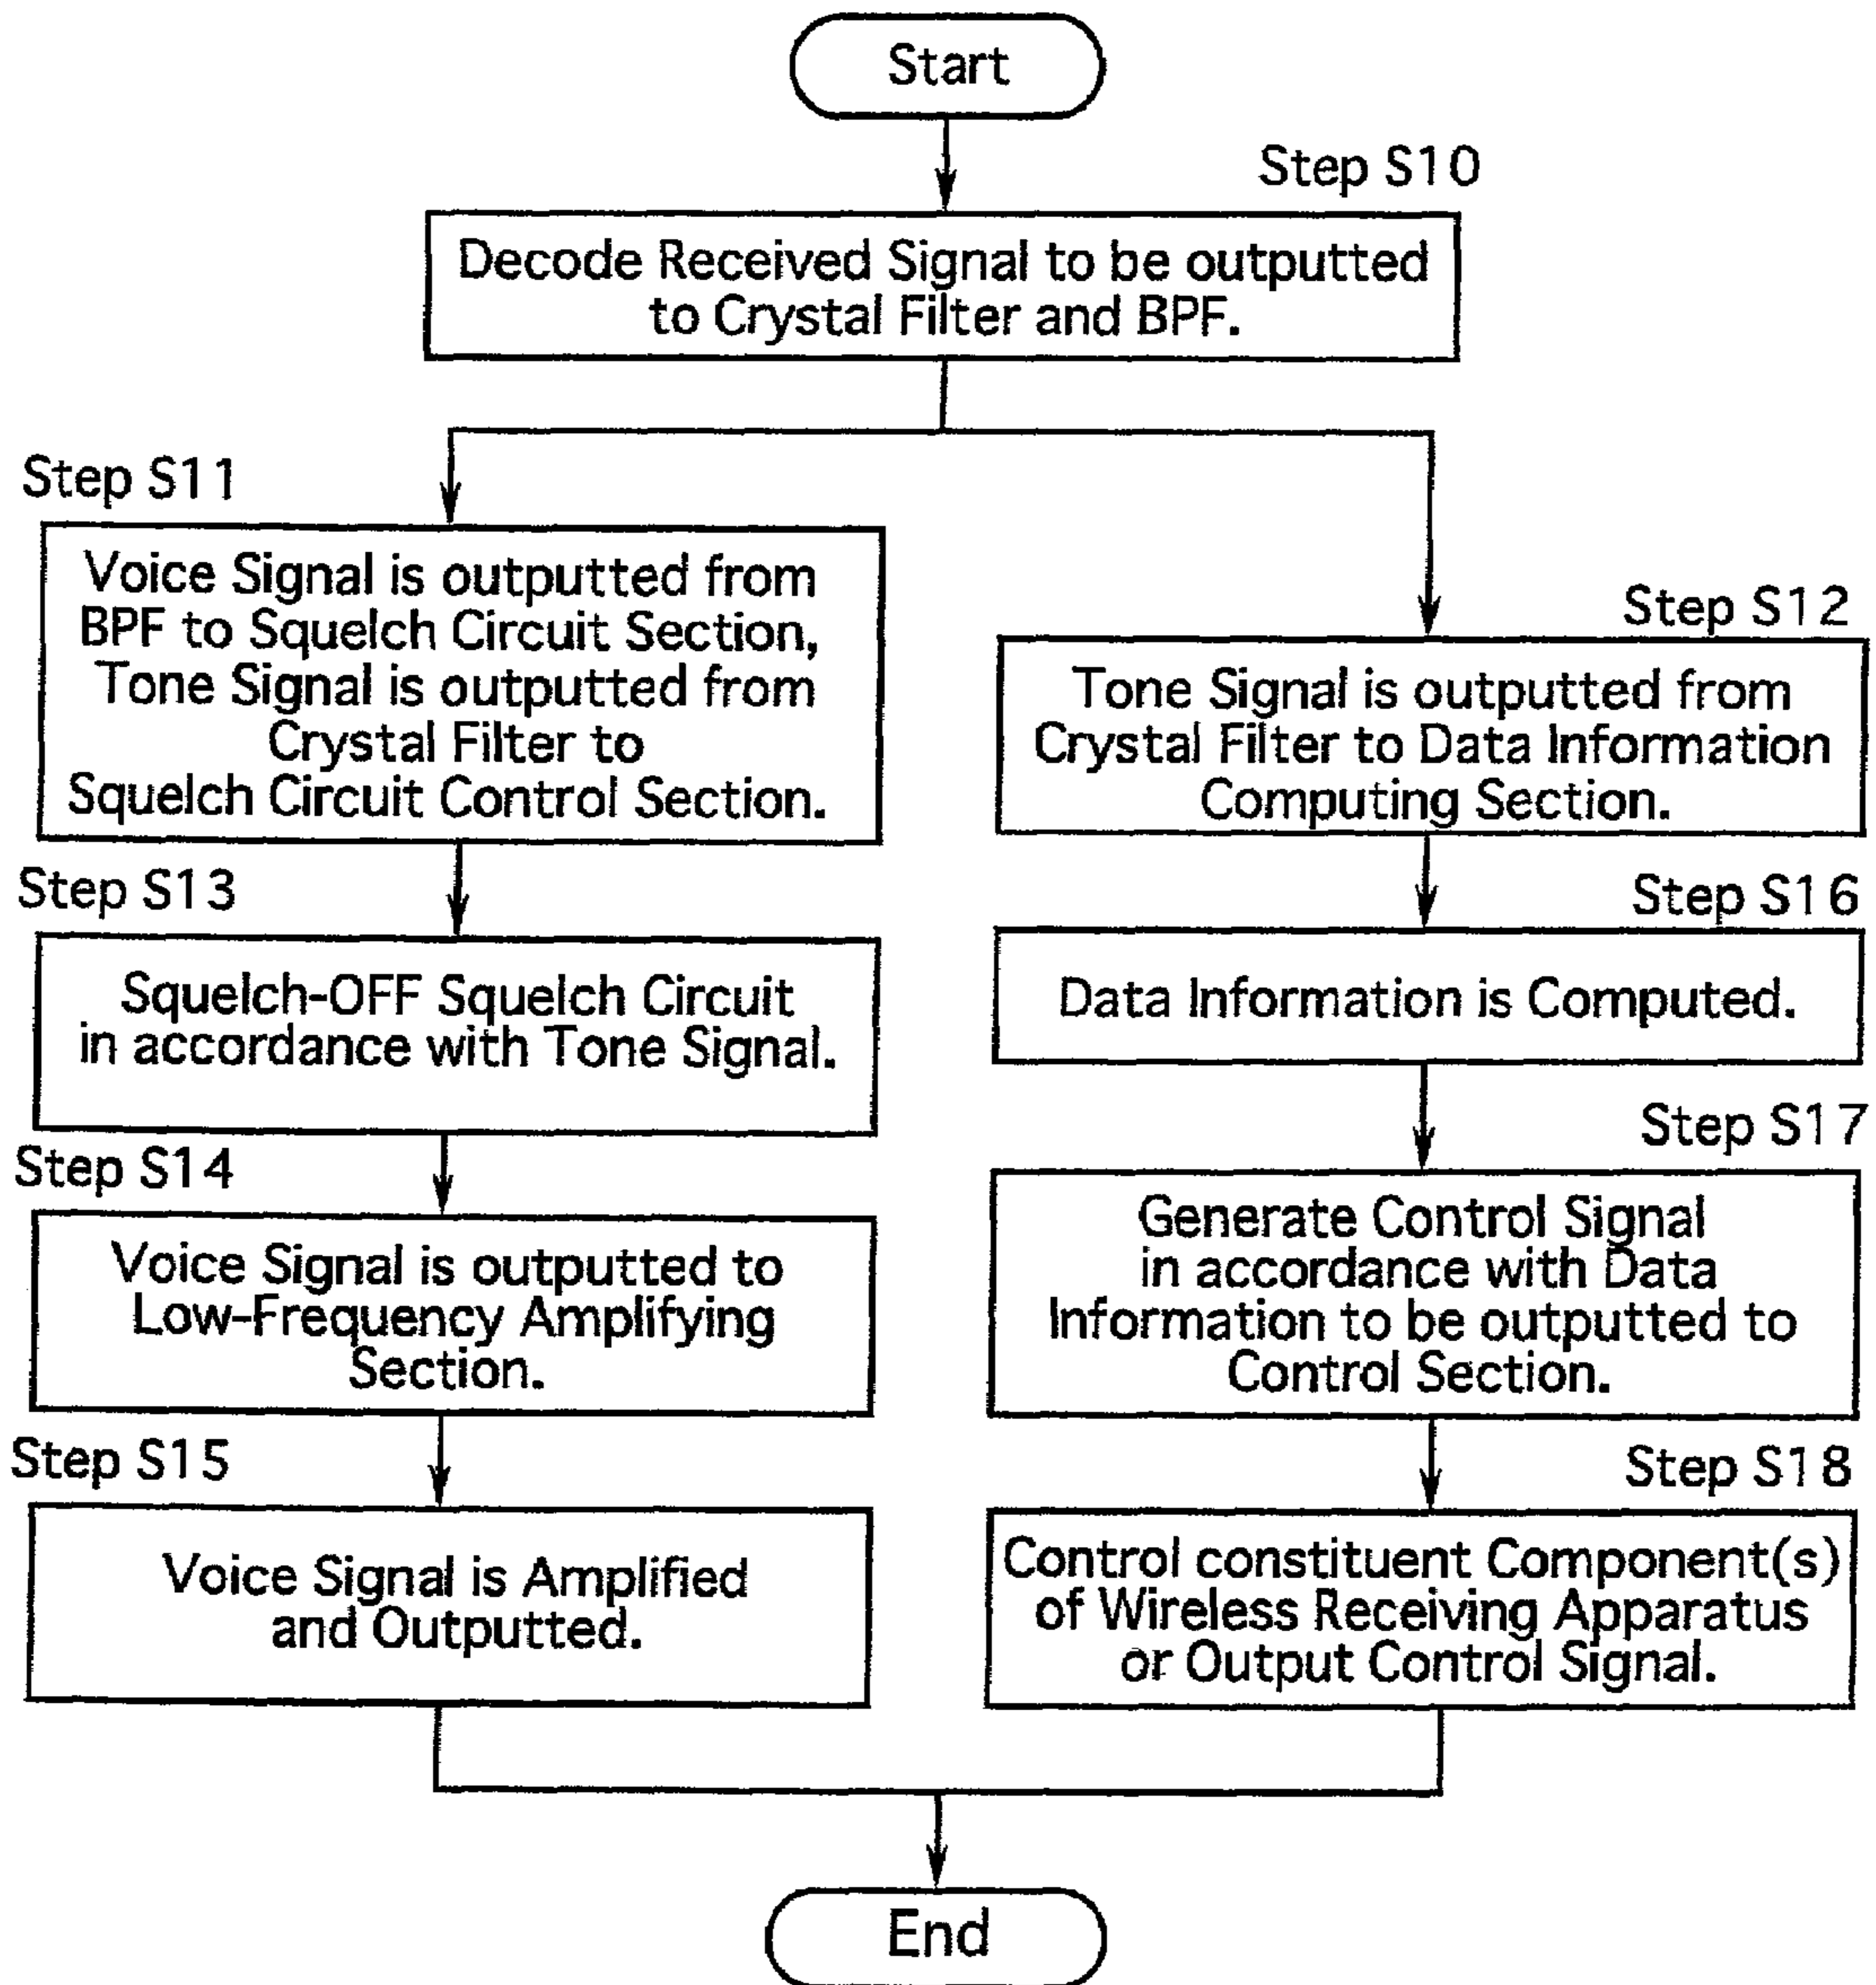 Start
Step S10
Decode Received Signal to be outputted
to Crystal Filter and BPF.
Step S11
Voice Signal is outputted from
BPF to Squelch Circuit Section,
Tone Signal is outputted from
Crystal Filter to
Squelch Circuit Control Section.
Step S13
Squelch-OFF Squelch Circuit
in accordance with Tone Signal.
Step S14
Voice Signal is outputted to
Low-Frequency Amplifying
Section.
Step S15
Voice Signal is Amplified
and Outputted.
Step S12
Tone Signal is outputted from
Crystal Filter to Data Information
Computing Section.
Step S16
Data Information is Computed.
Step S17
Generate Control Signal
in accordance with Data
Information to be outputted to
Control Section.
Step S18
Control constituent Component(s)
of Wireless Receiving Apparatus
or Output Control Signal.
End